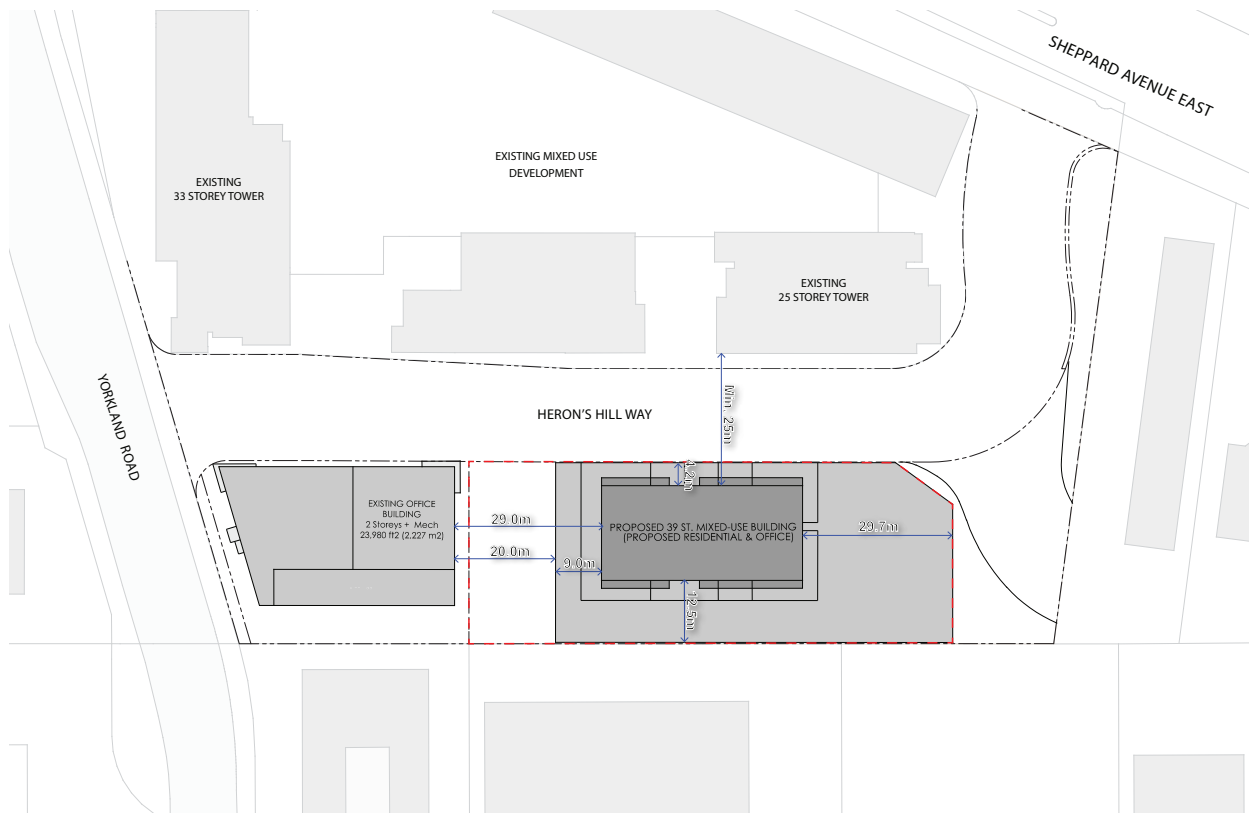 SHEPPARD AVENUE EAST
EXISTING MIXED USE
DEVELOPMENT
EXISTING
33 STOREY TOWER
EXISTING
25 STOREY TOWER
YORKLAND ROAD
HERON'S HILL WAY
Min. 25m
4.2m
EXISTING OFFICE
BUILDING
2 Storeys + Mech
23,980 ft2 (2,227 m2)
29.0m
PROPOSED 39 ST. MIXED-USE BUILDING
(PROPOSED RESIDENTIAL & OFFICE)
29.7m
20.0m
9.0m
12.5m